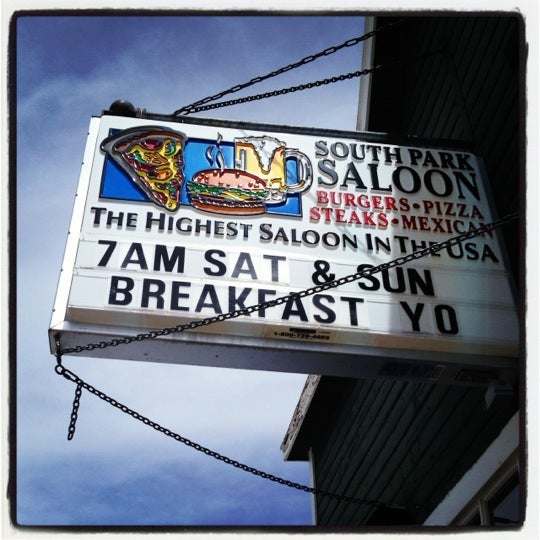 SOUTH PARK
SALOON
BURGERS • PIZZA
STEAKS • MEXICAN
THE HIGHEST SALOON IN THE USA
7AM SAT & SUN
BREAKFAST YO